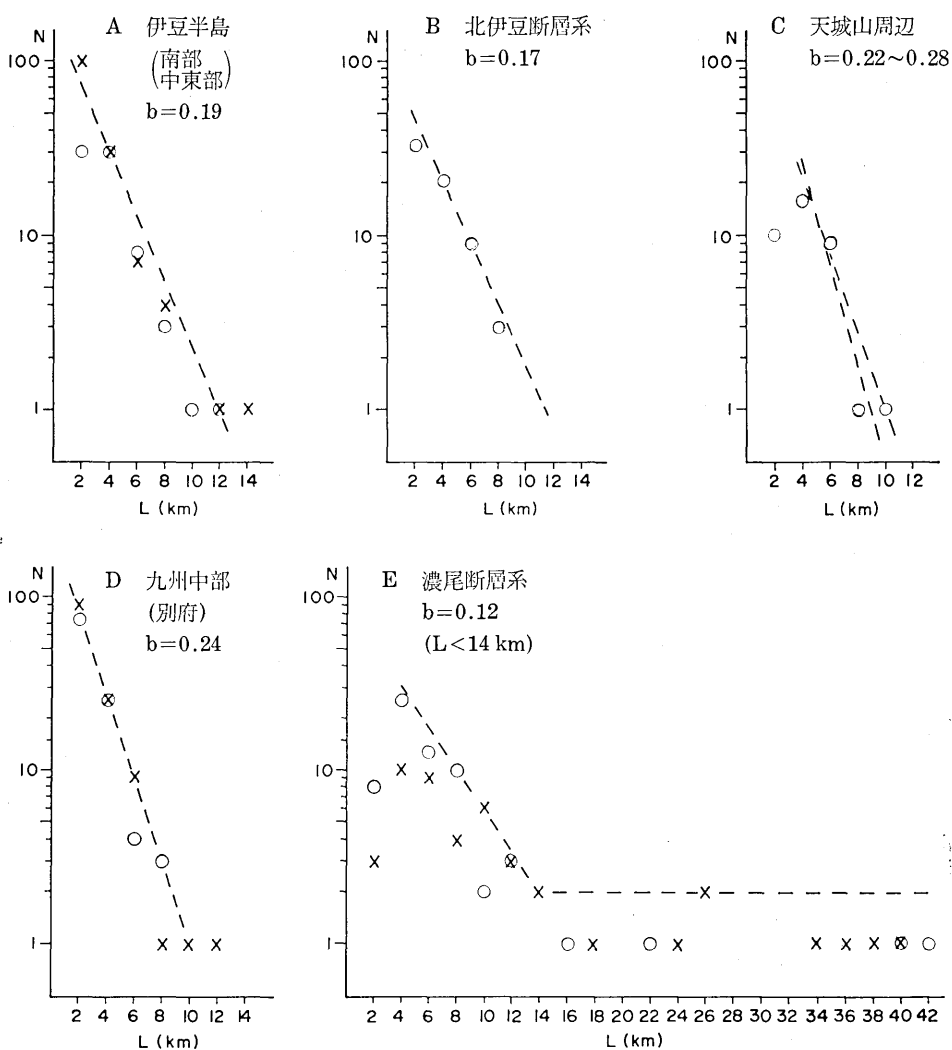 A 伊豆半島
(南部
中東部)
b=0.19
N
100
10
1
2 4 6 8 10 12 14
L (km)
B 北伊豆断層系
b=0.17
N
100
10
1
2 4 6 8 10 12 14
L (km)
C 天城山周辺
b=0.22~0.28
N
100
10
1
2 4 6 8 10 12
L (km)
D 九州中部
(別府)
b=0.24
N
100
10
1
2 4 6 8 10 12 14
L (km)
E 濃尾断層系
b=0.12
(L<14 km)
N
100
10
1
2 4 6 8 10 12 14 16 18 20 22 24 26 28 30 32 34 36 38 40 42
L (km)